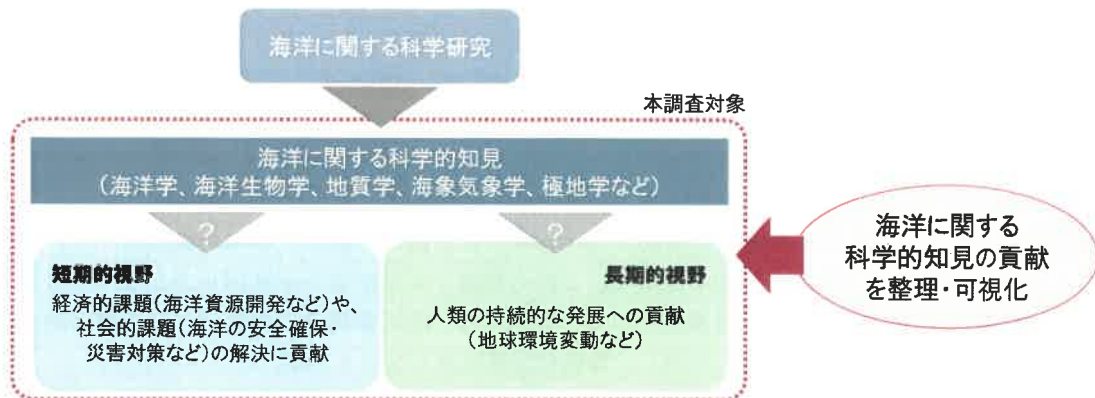 海洋に関する科学研究
本調査対象
海洋に関する科学的知見
（海洋学、海洋生物学、地質学、海象気象学、極地学など）
?
?
短期的視野
経済的課題（海洋資源開発など）や、
社会的課題（海洋の安全確保・
災害対策など）の解決に貢献
長期的視野
人類の持続的な発展への貢献
（地球環境変動など）
海洋に関する
科学的知見の貢献
を整理・可視化